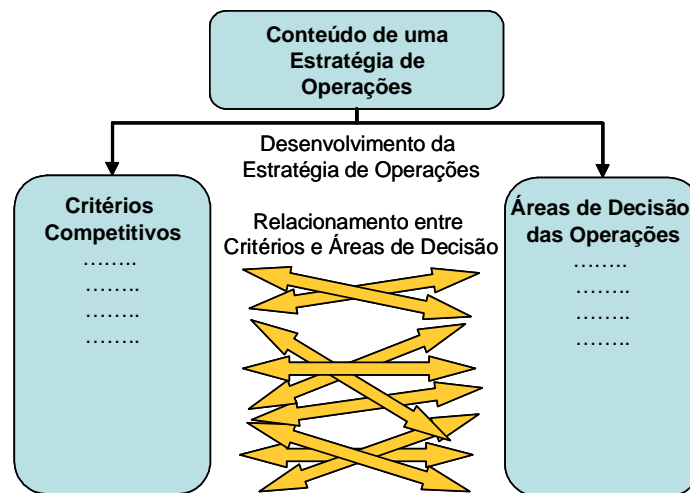 Conteúdo de uma
Estratégia de
Operações
Desenvolvimento da
Estratégia de Operações
Critérios
Competitivos
……..
……..
……..
……..
Relacionamento entre
Critérios e Áreas de Decisão
Áreas de Decisão
das Operações
……..
……..
……..
……..